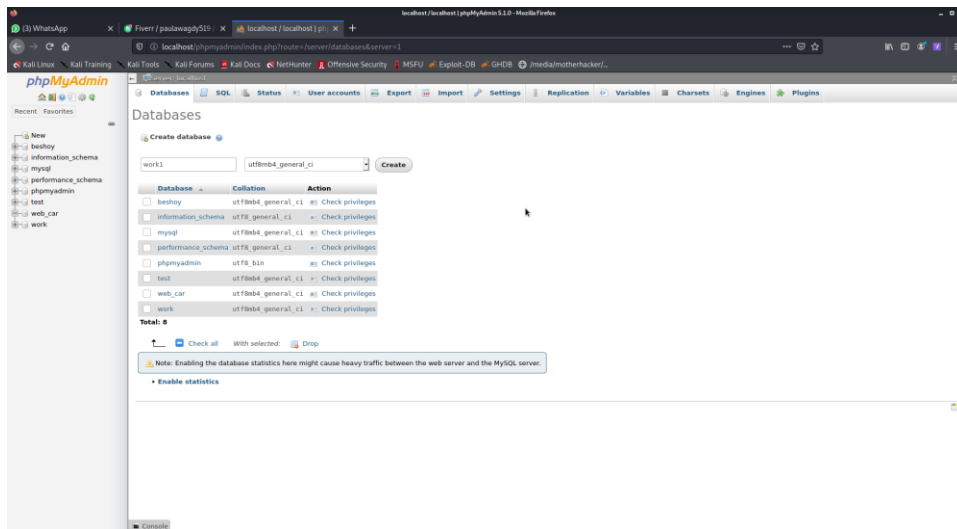 localhost / localhost | phpMyAdmin 5.1.0 - Mozilla Firefox
(3) WhatsApp
Fiverr / paulawagdy519 /
localhost / localhost | ph
localhost/phpmyadmin/index.php?route=/server/databases&server=1
Kali Linux Kali Training Kali Tools Kali Forums Kali Docs NetHunter Offensive Security MSFU Exploit-DB GHDB /media/motherhacker/...
phpMyAdmin
Recent Favorites
New
beshoy
information_schema
mysql
performance_schema
phpmyadmin
test
web_car
work
Server: localhost
Databases SQL Status User accounts Export Import Settings Replication Variables Charsets Engines Plugins
Databases
Create database
work1 utf8mb4_general_ci Create
Database Collation Action
beshoy utf8mb4_general_ci Check privileges
information_schema utf8_general_ci Check privileges
mysql utf8mb4_general_ci Check privileges
performance_schema utf8_general_ci Check privileges
phpmyadmin utf8_bin Check privileges
test utf8mb4_general_ci Check privileges
web_car utf8mb4_general_ci Check privileges
work utf8mb4_general_ci Check privileges
Total: 8
Check all With selected: Drop
Note: Enabling the database statistics here might cause heavy traffic between the web server and the MySQL server.
• Enable statistics
Console